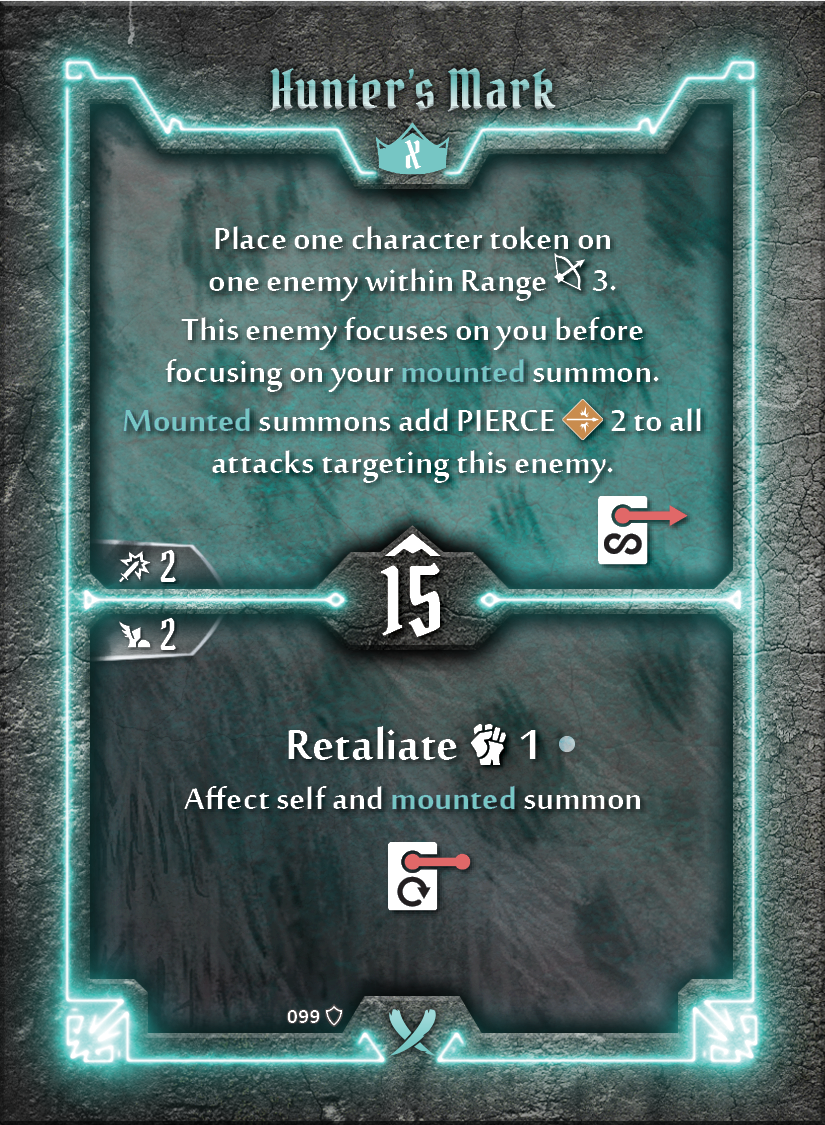 Hunter's Mark
X
Place one character token on
one enemy within Range 3.
This enemy focuses on you before
focusing on your mounted summon.
Mounted summons add PIERCE 2 to all
attacks targeting this enemy.
2
15
2
Retaliate 1
Affect self and mounted summon
099